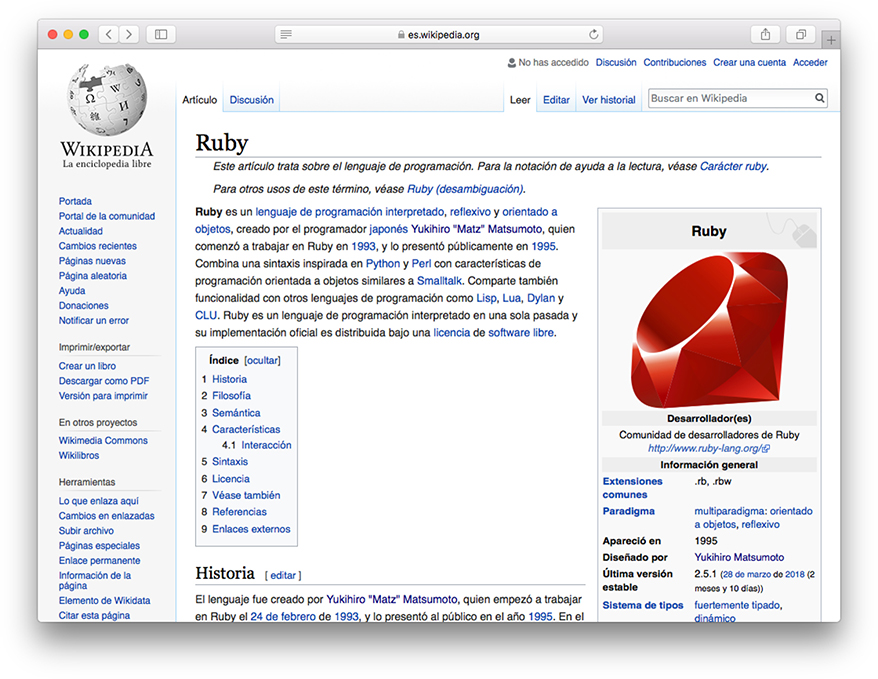 es.wikipedia.org
No has accedido Discusión Contribuciones Crear una cuenta Acceder
Artículo Discusión
Leer Editar Ver historial
Buscar en Wikipedia
WIKIPEDIA
La enciclopedia libre
Portada
Portal de la comunidad
Actualidad
Cambios recientes
Páginas nuevas
Página aleatoria
Ayuda
Donaciones
Notificar un error
Imprimir/exportar
Crear un libro
Descargar como PDF
Versión para imprimir
En otros proyectos
Wikimedia Commons
Wikilibros
Herramientas
Lo que enlaza aquí
Cambios en enlazadas
Subir archivo
Páginas especiales
Enlace permanente
Información de la
página
Elemento de Wikidata
Citar esta página
Ruby
Este artículo trata sobre el lenguaje de programación. Para la notación de ayuda a la lectura, véase Carácter ruby.
Para otros usos de este término, véase Ruby (desambiguación).
Ruby es un lenguaje de programación interpretado, reflexivo y orientado a
objetos, creado por el programador japonés Yukihiro "Matz" Matsumoto, quien
comenzó a trabajar en Ruby en 1993, y lo presentó públicamente en 1995.
Combina una sintaxis inspirada en Python y Perl con características de
programación orientada a objetos similares a Smalltalk. Comparte también
funcionalidad con otros lenguajes de programación como Lisp, Lua, Dylan y
CLU. Ruby es un lenguaje de programación interpretado en una sola pasada y
su implementación oficial es distribuida bajo una licencia de software libre.
Índice [ocultar]
1 Historia
2 Filosofía
3 Semántica
4 Características
4.1 Interacción
5 Sintaxis
6 Licencia
7 Véase también
8 Referencias
9 Enlaces externos
Historia [ editar ]
El lenguaje fue creado por Yukihiro "Matz" Matsumoto, quien empezó a trabajar
en Ruby el 24 de febrero de 1993, y lo presentó al público en el año 1995. En el
Ruby
Desarrollador(es)
Comunidad de desarrolladores de Ruby
http://www.ruby-lang.org/
Información general
Extensiones .rb, .rbw
comunes
Paradigma multiparadigma: orientado
a objetos, reflexivo
Apareció en 1995
Diseñado por Yukihiro Matsumoto
Última versión 2.5.1 (28 de marzo de 2018 (2
estable meses y 10 días))
Sistema de tipos fuertemente tipado,
dinámico